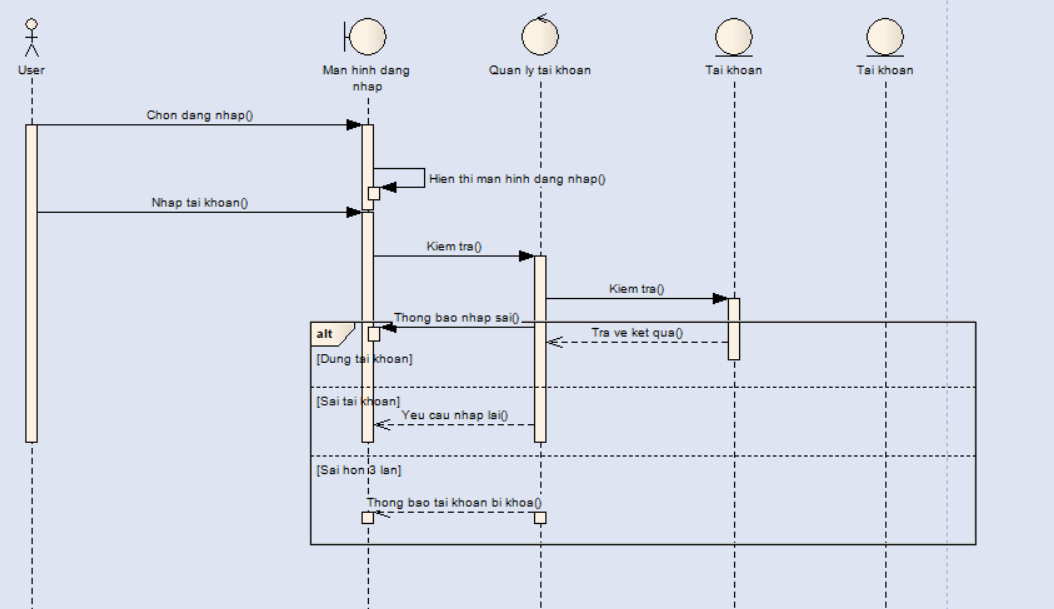 User
Man hinh dang
nhap
Quan ly tai khoan
Tai khoan
Tai khoan
Chon dang nhap()
Hien thi man hinh dang nhap()
Nhap tai khoan()
Kiem tra()
Kiem tra()
Thong bao nhap sai()
alt
Tra ve ket qua()
[Dung tai khoan]
[Sai tai khoan]
Yeu cau nhap lai()
[Sai hon 3 lan]
Thong bao tai khoan bi khoa()